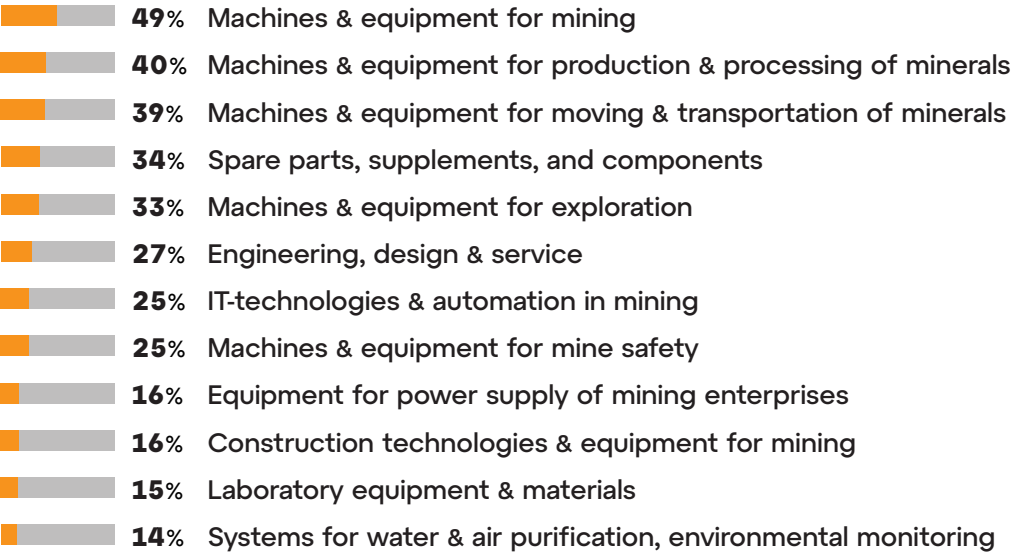 49% Machines & equipment for mining
40% Machines & equipment for production & processing of minerals
39% Machines & equipment for moving & transportation of minerals
34% Spare parts, supplements, and components
33% Machines & equipment for exploration
27% Engineering, design & service
25% IT-technologies & automation in mining
25% Machines & equipment for mine safety
16% Equipment for power supply of mining enterprises
16% Construction technologies & equipment for mining
15% Laboratory equipment & materials
14% Systems for water & air purification, environmental monitoring